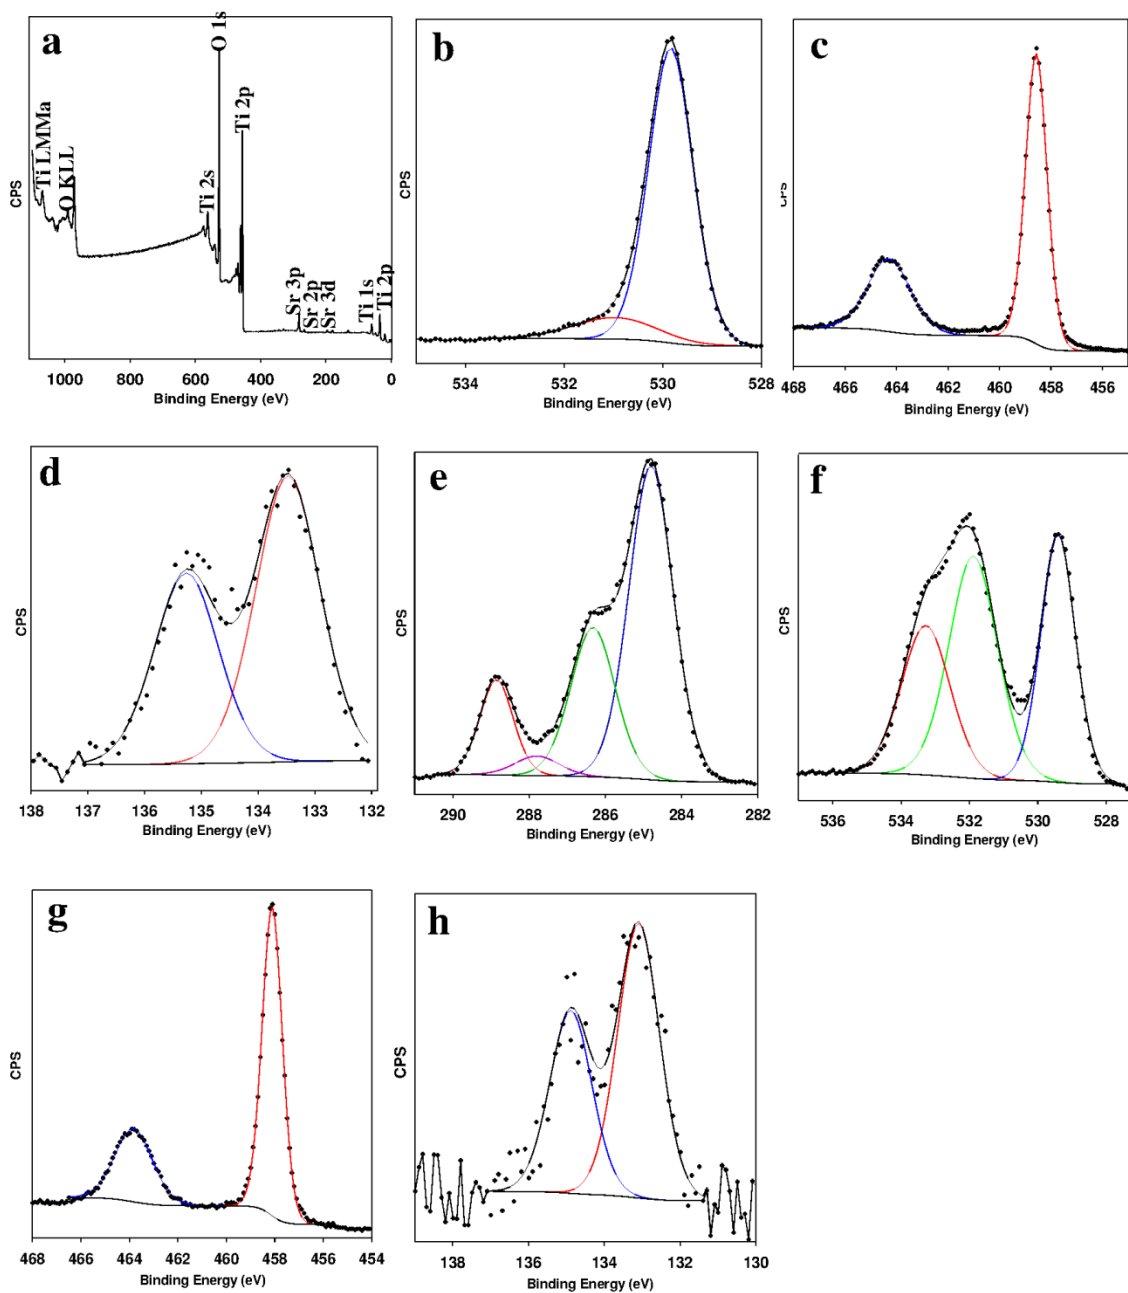 a
O 1s
Ti 2p
Ti LMMa
O KLL
Ti 2s
Sr 3p
Sr 2p
Sr 3d
Ti 1s
Ti 2p
CPS
1000 800 600 400 200 0
Binding Energy (eV)
b
CPS
534 532 530 528
Binding Energy (eV)
c
CPS
468 466 464 462 460 458 456
Binding Energy (eV)
d
CPS
138 137 136 135 134 133 132
Binding Energy (eV)
e
CPS
290 288 286 284 282
Binding Energy (eV)
f
CPS
536 534 532 530 528
Binding Energy (eV)
g
CPS
468 466 464 462 460 458 456 454
Binding Energy (eV)
h
CPS
138 136 134 132 130
Binding Energy (eV)